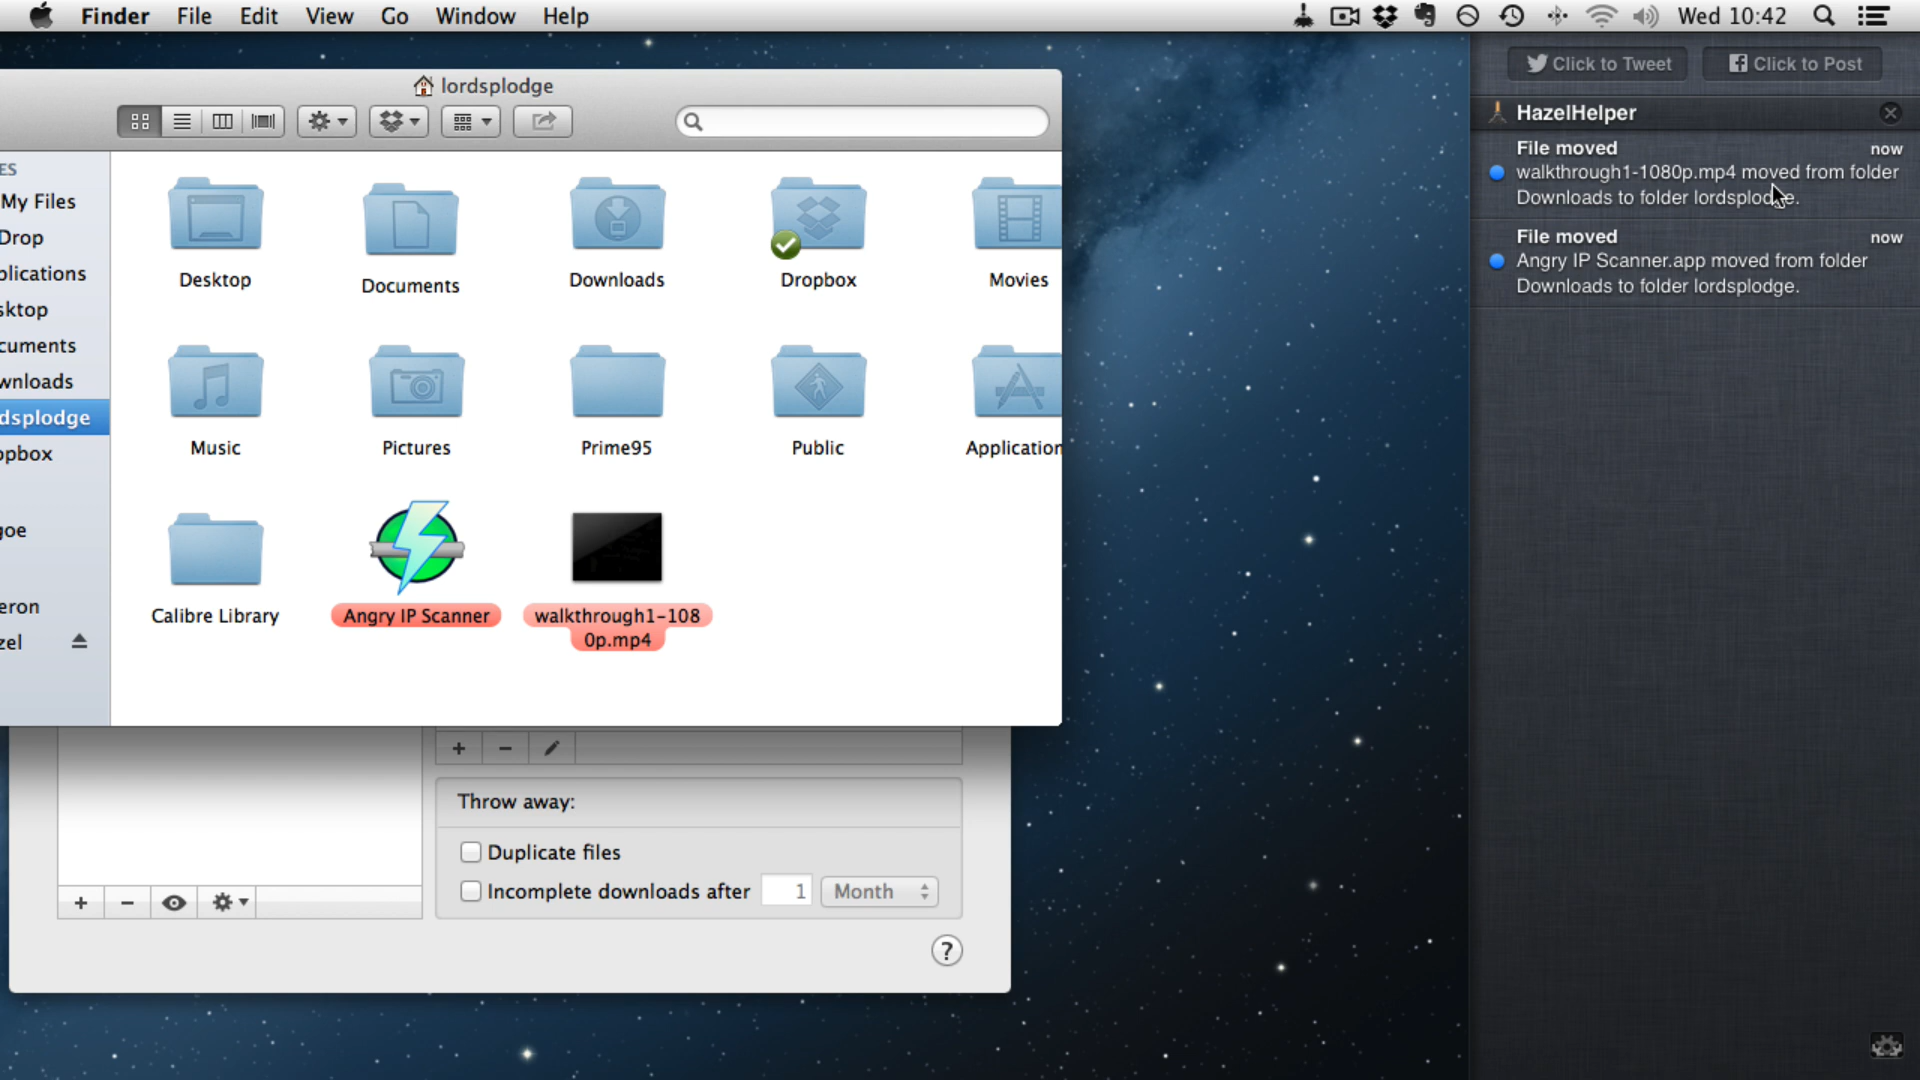 Finder File Edit View Go Window Help
Wed 10:42
Click to Tweet
Click to Post
HazelHelper
File moved
now
walkthrough1-1080p.mp4 moved from folder
Downloads to folder lordsplodge.
File moved
now
Angry IP Scanner.app moved from folder
Downloads to folder lordsplodge.
lordsplodge
ES
My Files
Drop
plications
sktop
cuments
wnloads
dsplodge
opbox
goe
eron
zel
Desktop
Documents
Downloads
Dropbox
Movies
Music
Pictures
Prime95
Public
Application
Calibre Library
Angry IP Scanner
walkthrough1-108
0p.mp4
Throw away:
Duplicate files
Incomplete downloads after 1 Month
?